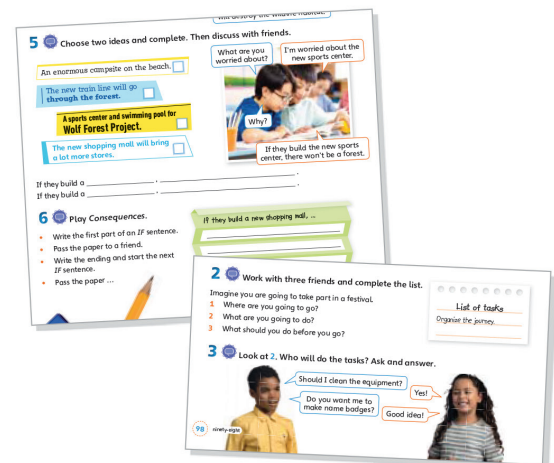 will destroy the wildlife habitat.
5 Choose two ideas and complete. Then discuss with friends.
An enormous campsite on the beach.
The new train line will go
through the forest.
A sports center and swimming pool for
Wolf Forest Project.
The new shopping mall will bring
a lot more stores.
What are you
worried about?
I'm worried about the
new sports center.
Why?
If they build the new sports
center, there won't be a forest.
If they build a ______________ , ______________________________ .
If they build a ______________ , ______________________________ .
6 Play Consequences.
• Write the first part of an IF sentence.
• Pass the paper to a friend.
• Write the ending and start the next
IF sentence.
• Pass the paper ...
If they build a new shopping mall, ...
2 Work with three friends and complete the list.
Imagine you are going to take part in a festival.
1 Where are you going to go?
2 What are you going to do?
3 What should you do before you go?
List of tasks
Organize the journey.
3 Look at 2. Who will do the tasks? Ask and answer.
Should I clean the equipment?
Yes!
Do you want me to
make name badges?
Good idea!
98 ninety-eight